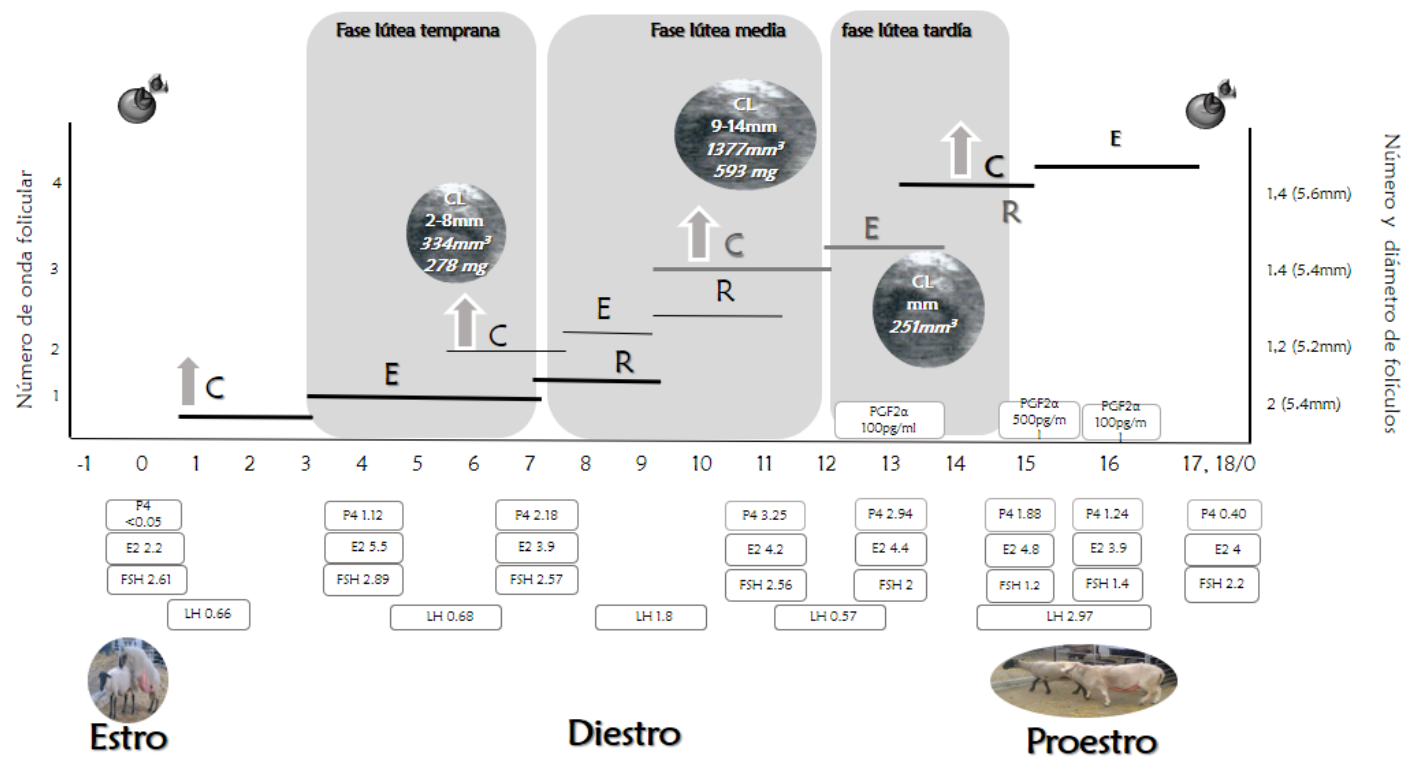 Fase lútea temprana
Fase lútea media
fase lútea tardía
CL
9-14mm
1377mm³
593 mg
E
C
4
1,4 (5.6mm)
R
CL
2-8mm
334mm³
278 mg
E
C
3
1.4 (5.4mm)
R
CL
mm
251mm³
E
C
2
1,2 (5.2mm)
R
E
C
1
2 (5.4mm)
Número de onda folicular
Número y diámetro de folículos
PGF2α
100pg/ml
PGF2α
500pg/m
l
PGF2α
100pg/m
l
-1 0 1 2 3 4 5 6 7 8 9 10 11 12 13 14 15 16 17, 18/0
P4
<0.05
P4 1.12
P4 2.18
P4 3.25
P4 2.94
P4 1.88
P4 1.24
P4 0.40
E2 2.2
E2 5.5
E2 3.9
E2 4.2
E2 4.4
E2 4.8
E2 3.9
E2 4
FSH 2.61
FSH 2.89
FSH 2.57
FSH 2.56
FSH 2
FSH 1.2
FSH 1.4
FSH 2.2
LH 0.66
LH 0.68
LH 1.8
LH 0.57
LH 2.97
Estro
Diestro
Proestro